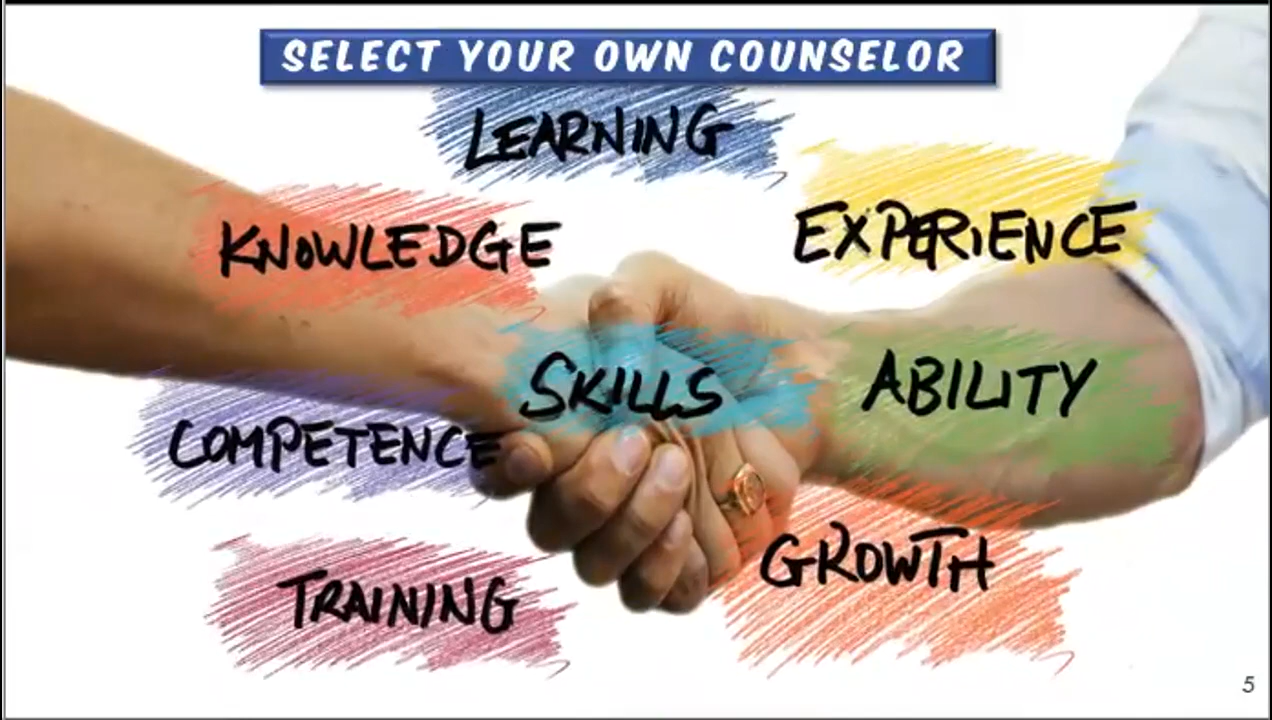 SELECT YOUR OWN COUNSELOR
LEARNING
KNOWLEDGE
EXPERIENCE
SKILLS
ABILITY
COMPETENCE
GROWTH
TRAINING
5